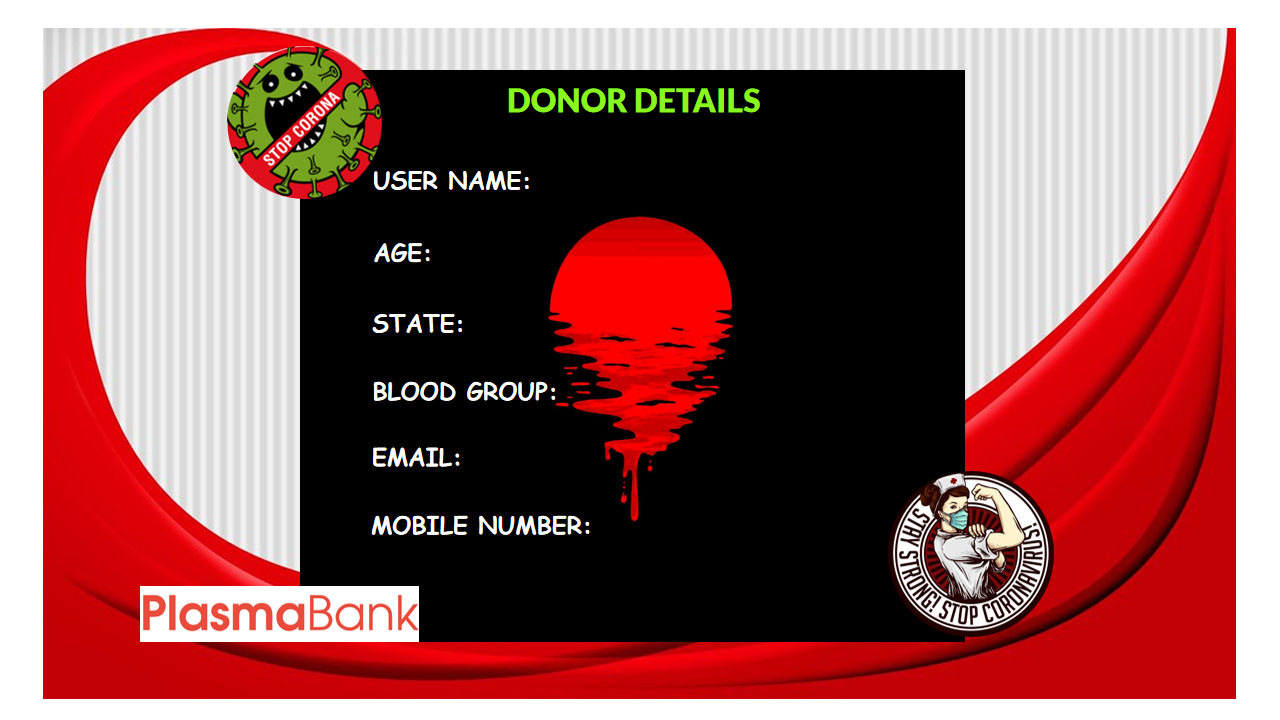 STOP CORONA
DONOR DETAILS
USER NAME:
AGE:
STATE:
BLOOD GROUP:
EMAIL:
MOBILE NUMBER:
STAY STRONG! STOP CORONAVIRUS!
PlasmaBank